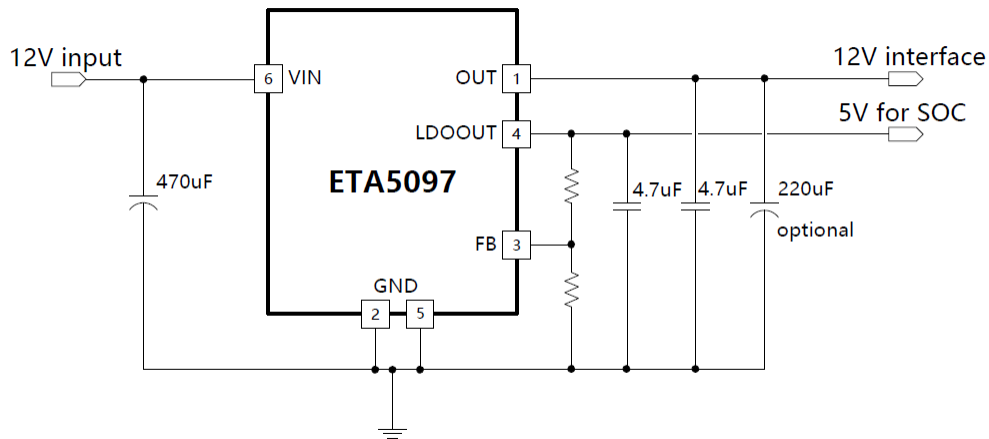 12V input
6
VIN
OUT
1
12V interface
LDOOUT
4
5V for SOC
ETA5097
470uF
4.7uF
4.7uF
220uF
optional
FB
3
GND
2
5